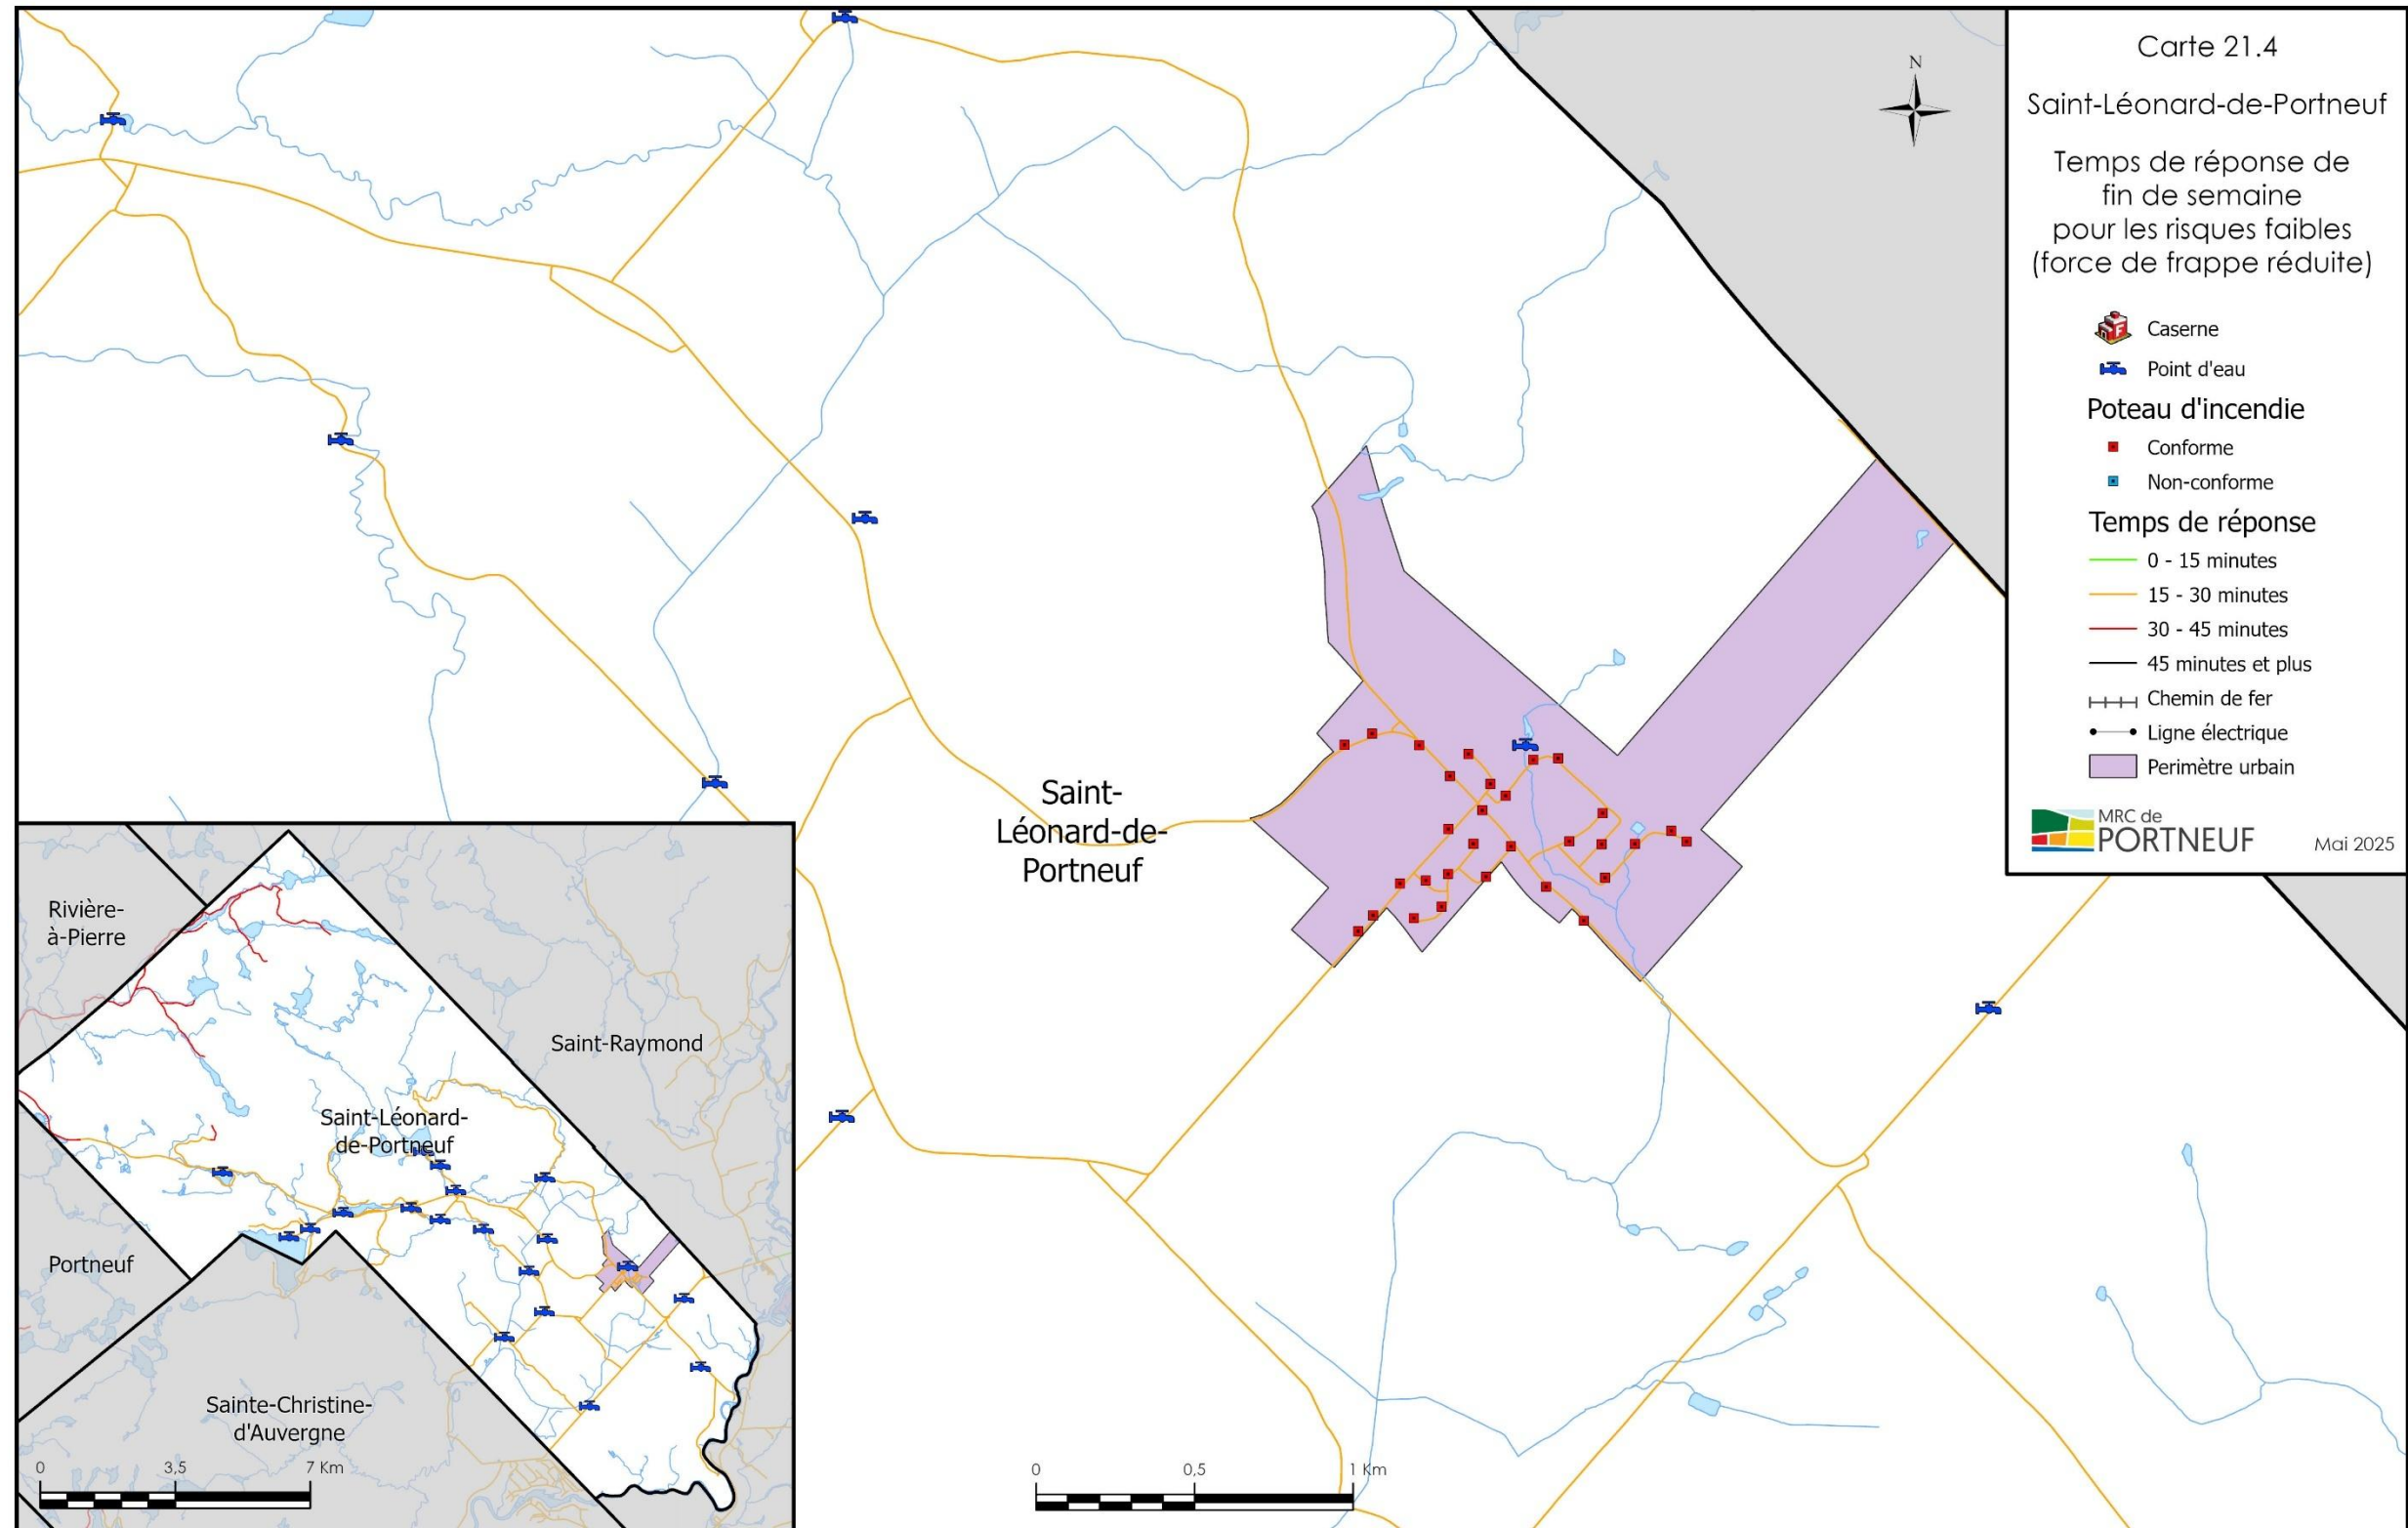 Carte 21.4
Saint-Léonard-de-Portneuf
Temps de réponse de
fin de semaine
pour les risques faibles
(force de frappe réduite)
Caserne
Point d'eau
Poteau d'incendie
Conforme
Non-conforme
Temps de réponse
0 - 15 minutes
15 - 30 minutes
30 - 45 minutes
45 minutes et plus
Chemin de fer
Ligne électrique
Perimètre urbain
MRC de
PORTNEUF
Mai 2025
N
Saint-
Léonard-de-
Portneuf
0 0,5 1 Km
Rivière-
à-Pierre
Saint-Raymond
Saint-Léonard-
de-Portneuf
Portneuf
Sainte-Christine-
d'Auvergne
0 3,5 7 Km